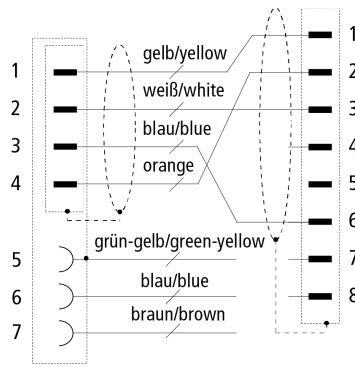 1
gelb/yellow
1
2
weiß/white
2
3
blau/blue
3
4
orange
4
5
6
5
grün-gelb/green-yellow
7
6
blau/blue
8
7
braun/brown